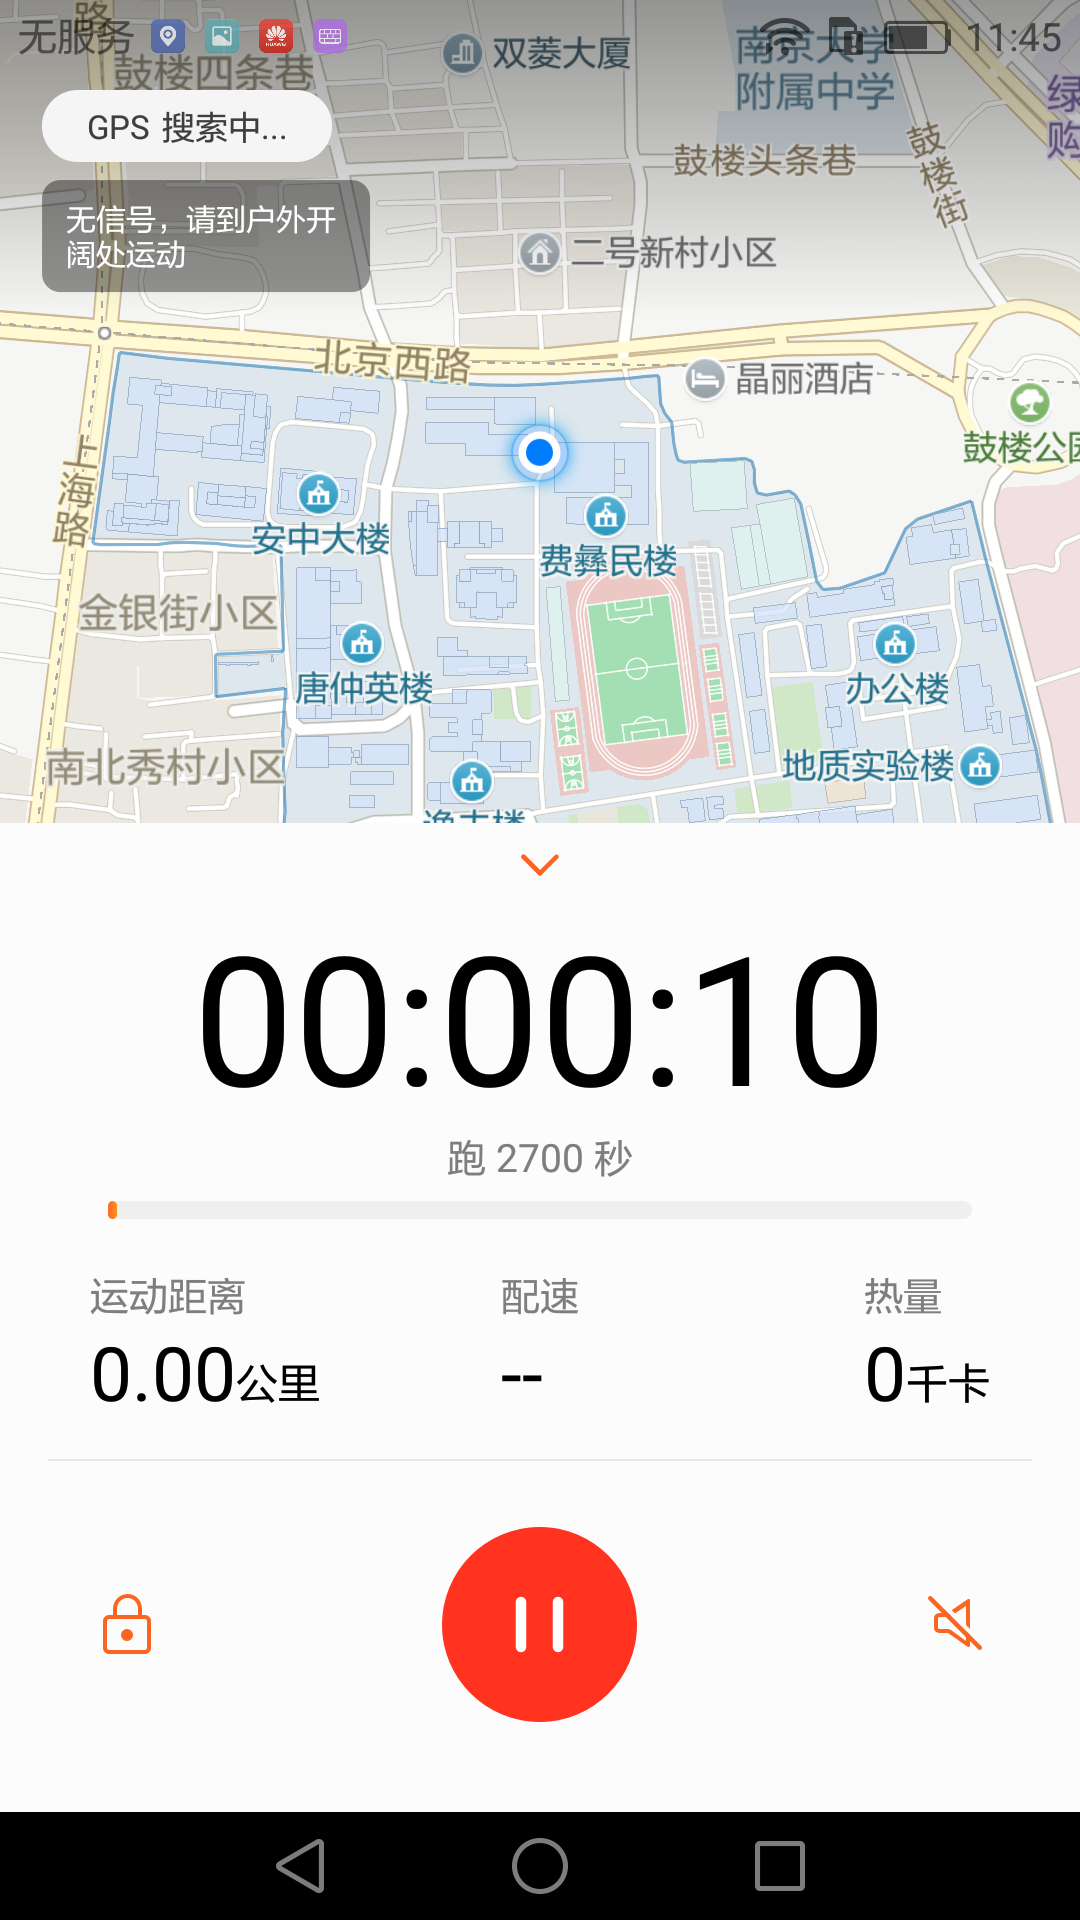 无服务
11:45
路
鼓楼四条巷
双菱大厦
南京大学
附属中学
绿
购
GPS 搜索中...
鼓楼头条巷
鼓楼街
无信号，请到户外开
阔处运动
二号新村小区
北京西路
晶丽酒店
鼓楼公园
上海路
安中大楼
费彝民楼
金银街小区
唐仲英楼
办公楼
南北秀村小区
地质实验楼
逸夫楼
00:00:10
跑 2700 秒
运动距离
配速
热量
0.00公里
--
0千卡